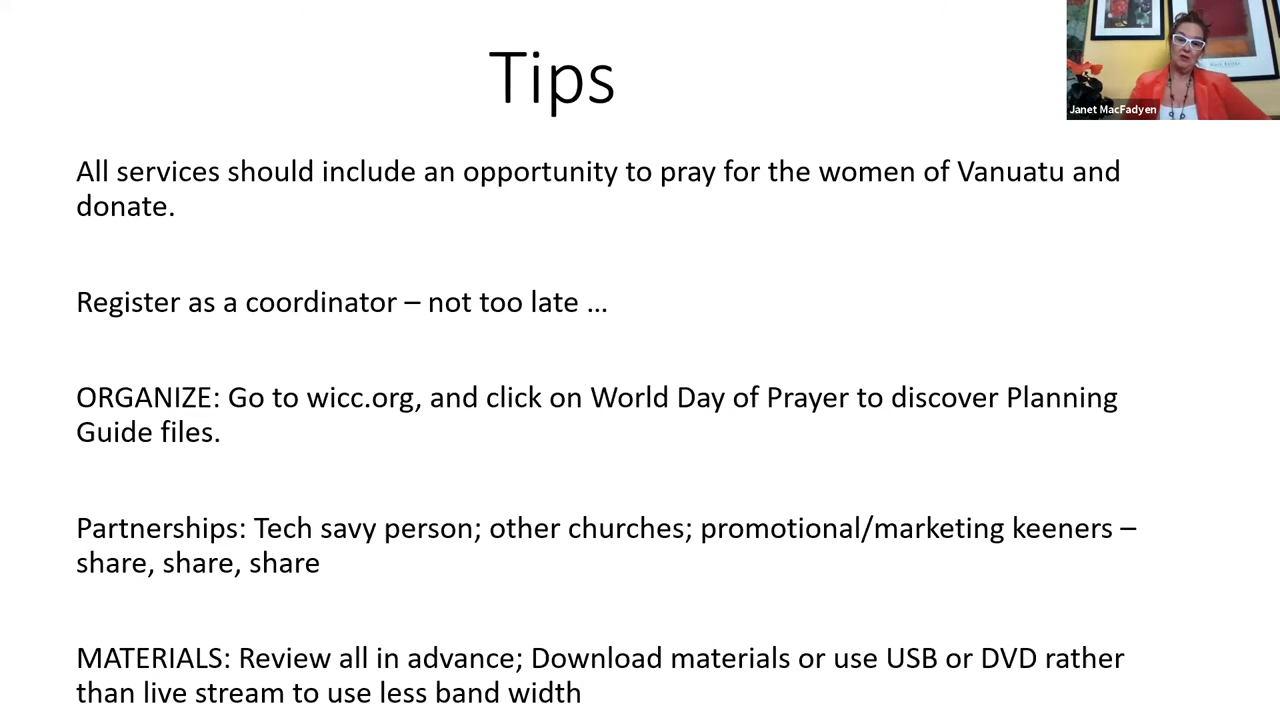 Tips
Janet MacFadyen
All services should include an opportunity to pray for the women of Vanuatu and
donate.
Register as a coordinator – not too late ...
ORGANIZE: Go to wicc.org, and click on World Day of Prayer to discover Planning
Guide files.
Partnerships: Tech savy person; other churches; promotional/marketing keeners –
share, share, share
MATERIALS: Review all in advance; Download materials or use USB or DVD rather
than live stream to use less band width